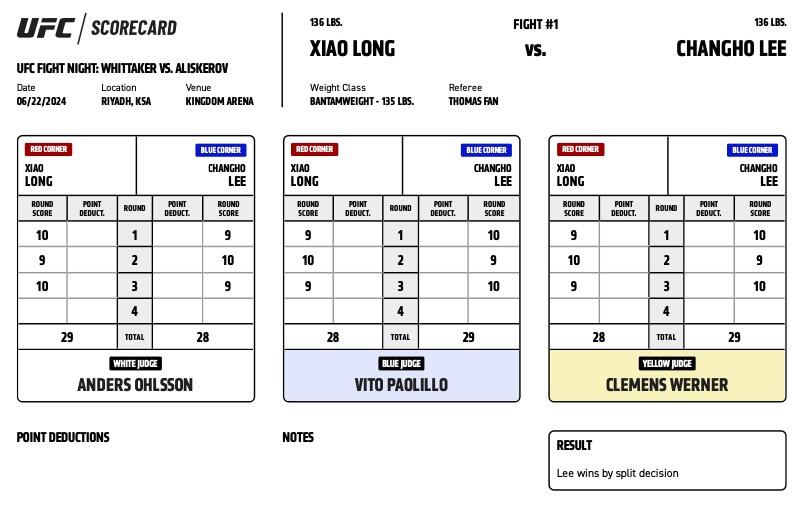 UFC / SCORECARD
UFC FIGHT NIGHT: WHITTAKER VS. ALISKEROV
Date Location Venue
06/22/2024 RIYADH, KSA KINGDOM ARENA
136 LBS. FIGHT #1 136 LBS.
XIAO LONG vs. CHANGHO LEE
Weight Class Referee
BANTAMWEIGHT - 135 LBS. THOMAS FAN
RED CORNER BLUE CORNER
XIAO CHANGHO
LONG LEE
ROUND SCORE POINT DEDUCT. ROUND POINT DEDUCT. ROUND SCORE
10 1 9
9 2 10
10 3 9
4
29 TOTAL 28
WHITE JUDGE
ANDERS OHLSSON
RED CORNER BLUE CORNER
XIAO CHANGHO
LONG LEE
ROUND SCORE POINT DEDUCT. ROUND POINT DEDUCT. ROUND SCORE
9 1 10
10 2 9
9 3 10
4
28 TOTAL 29
BLUE JUDGE
VITO PAOLILLO
RED CORNER BLUE CORNER
XIAO CHANGHO
LONG LEE
ROUND SCORE POINT DEDUCT. ROUND POINT DEDUCT. ROUND SCORE
9 1 10
10 2 9
9 3 10
4
28 TOTAL 29
YELLOW JUDGE
CLEMENS WERNER
POINT DEDUCTIONS
NOTES
RESULT
Lee wins by split decision